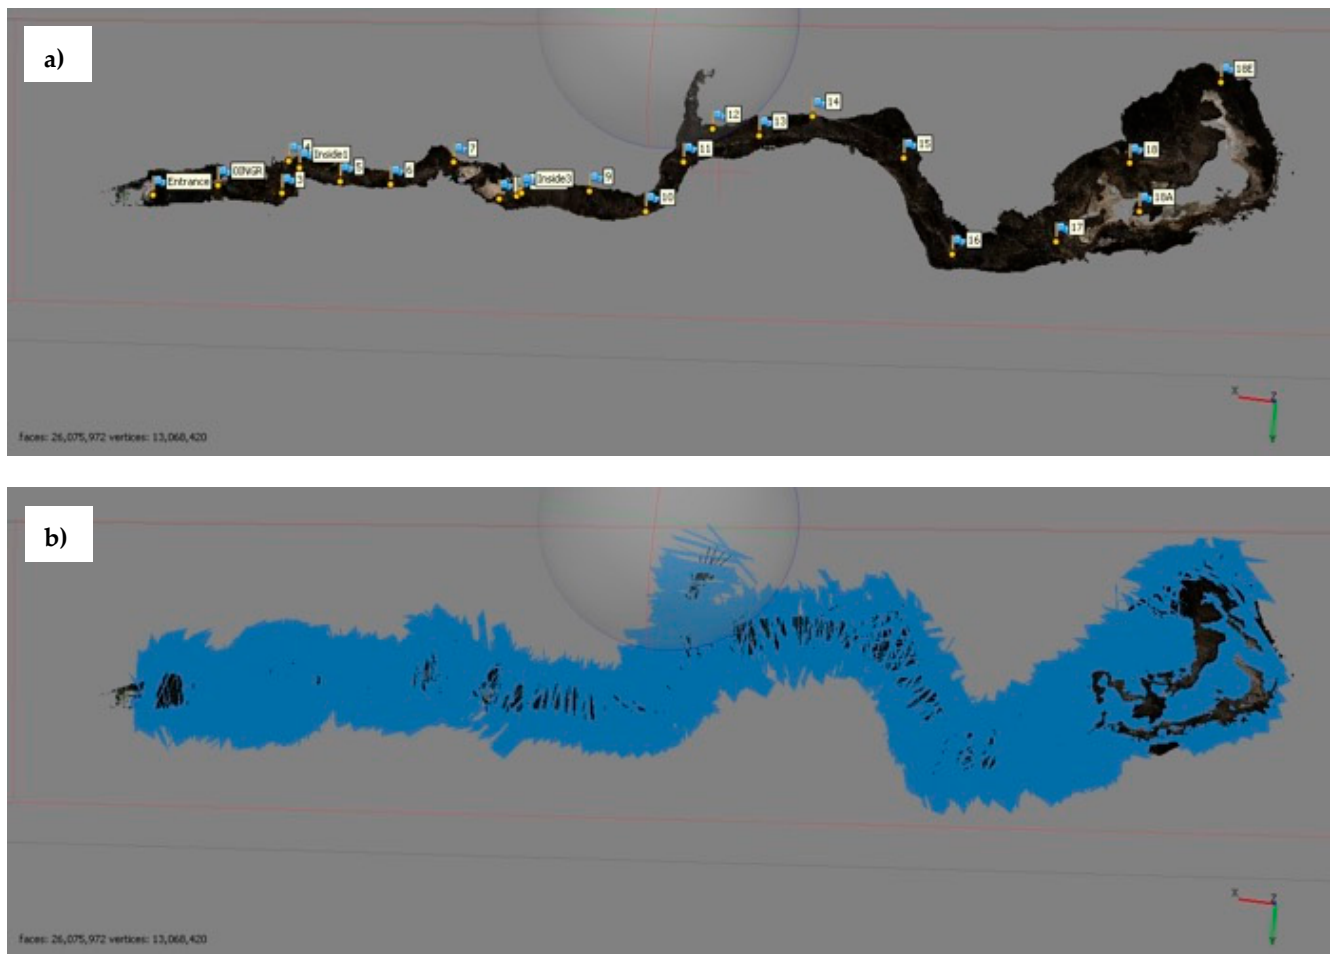 a)
18E
14
12
13
4
Inside1
7
11
15
18
Entrance
00NGR
3
5
6
Inside3
9
18A
10
17
16
X
Z
Y
faces: 26,075,972 vertices: 13,068,420
b)
X
Z
Y
faces: 26,075,972 vertices: 13,068,420